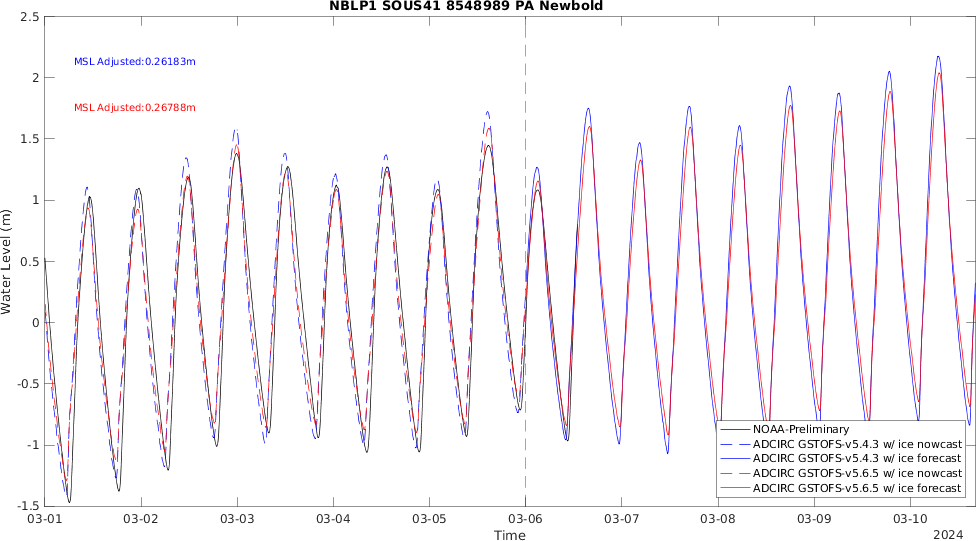 NBLP1 SOUS41 8548989 PA Newbold
MSL Adjusted:0.26183m
MSL Adjusted:0.26788m
Water Level (m)
2.5
2
1.5
1
0.5
0
-0.5
-1
-1.5
NOAA-Preliminary
ADCIRC GSTOFS-v5.4.3 w/ ice nowcast
ADCIRC GSTOFS-v5.4.3 w/ ice forecast
ADCIRC GSTOFS-v5.6.5 w/ ice nowcast
ADCIRC GSTOFS-v5.6.5 w/ ice forecast
03-01 03-02 03-03 03-04 03-05 03-06 03-07 03-08 03-09 03-10
Time
2024